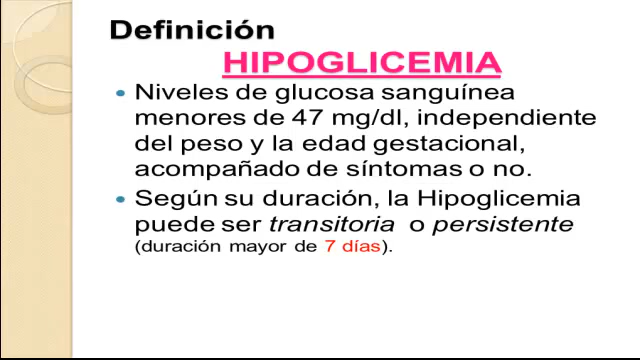 Definición
HIPOGLICEMIA
• Niveles de glucosa sanguínea
menores de 47 mg/dl, independiente
del peso y la edad gestacional,
acompañado de síntomas o no.
• Según su duración, la Hipoglicemia
puede ser transitoria o persistente
(duración mayor de 7 días).